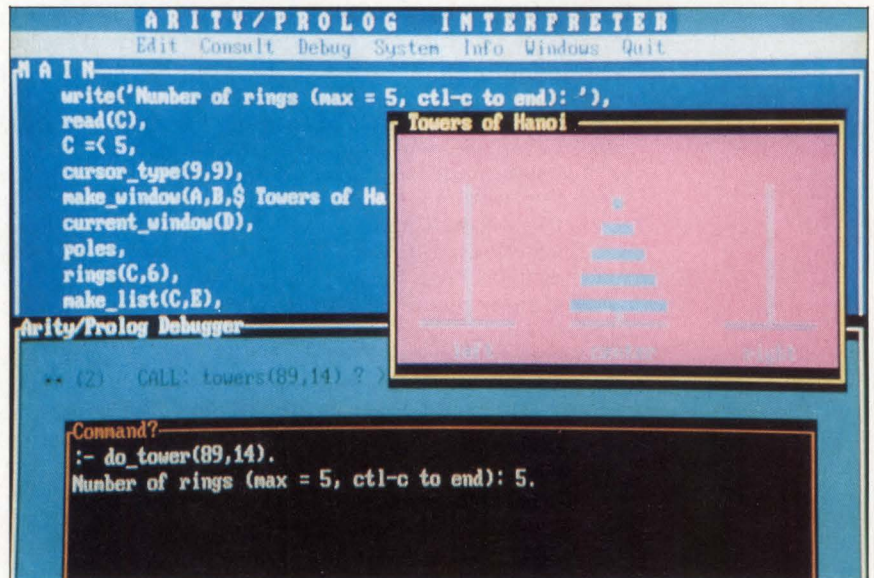 ARITY/PROLOG INTERPRETER
Edit Consult Debug System Info Windows Quit
MAIN
write('Number of rings (max = 5, ctl-c to end): '),
read(C),
C =< 5,
cursor_type(9,9),
make_window(A,B,$ Towers of Ha
current_window(D),
poles,
rings(C,6),
make_list(C,E),
Towers of Hanoi
Arity/Prolog Debugger
** (2) CALL: towers(89,14) ? >
Command?
:- do_tower(89,14).
Number of rings (max = 5, ctl-c to end): 5.